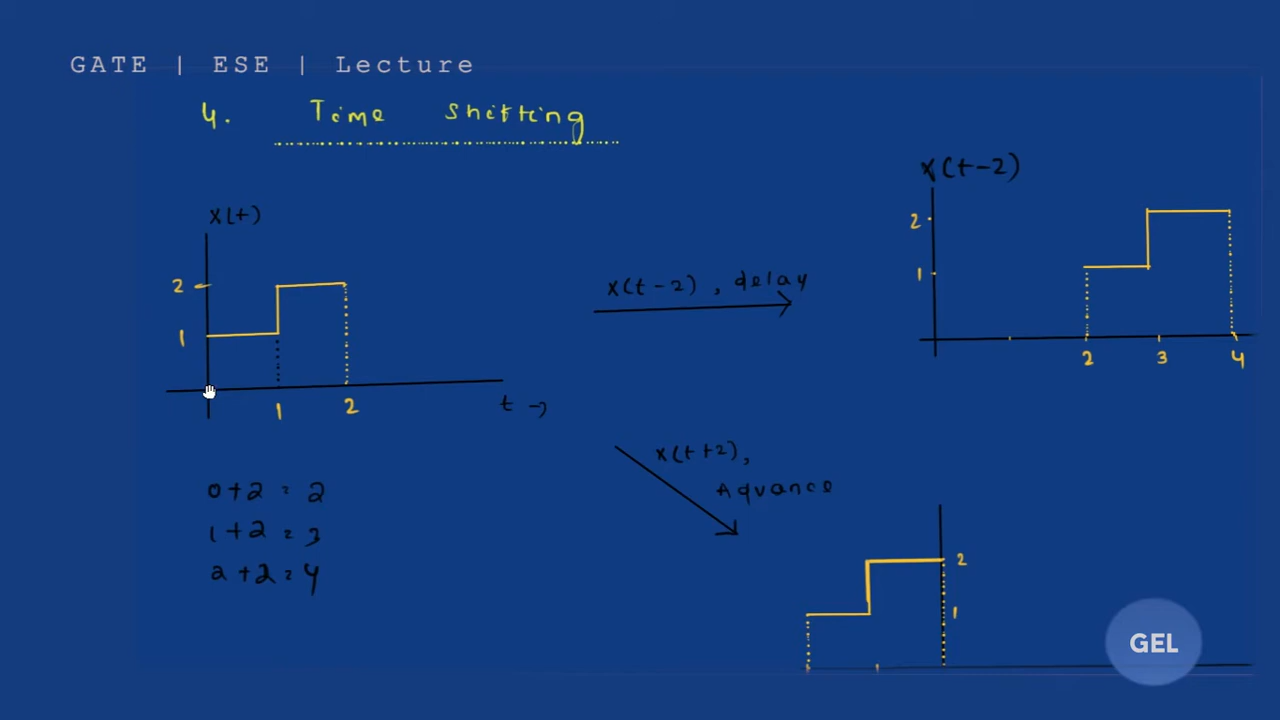 GATE | ESE | Lecture
4. Time Shifting
x(t)
2
1
1 2
t →
x(t-2), delay
x(t-2)
2
1
2 3 4
x(t+2),
Advance
0+2=2
1+2=3
2+2=4
2
1
GEL